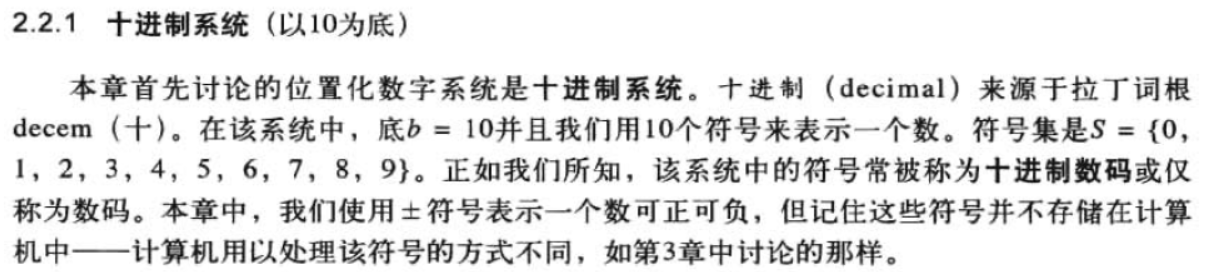 2.2.1 十进制系统（以10为底）
本章首先讨论的位置化数字系统是十进制系统。十进制（decimal）来源于拉丁词根
decem（十）。在该系统中，底b = 10并且我们用10个符号来表示一个数。符号集是S = {0,
1, 2, 3, 4, 5, 6, 7, 8, 9}。正如我们所知，该系统中的符号常被称为十进制数码或仅
称为数码。本章中，我们使用±符号表示一个数可正可负，但记住这些符号并不存储在计算
机中——计算机用以处理该符号的方式不同，如第3章中讨论的那样。